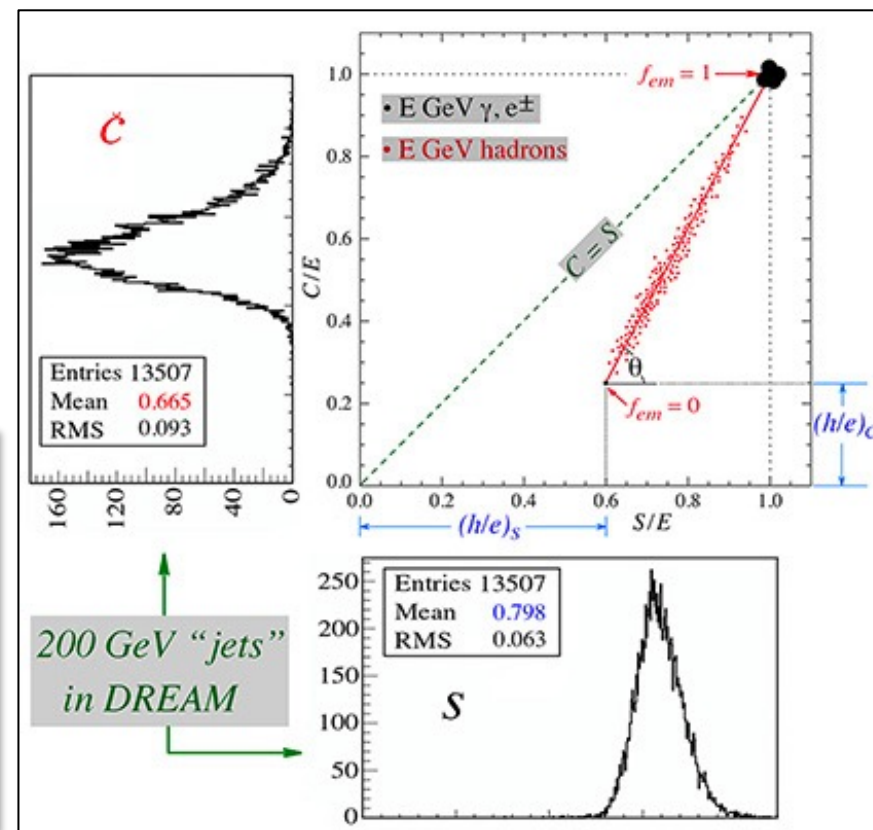 Č
Entries 13507
Mean 0.665
RMS 0.093
160
120
80
40
0
C/E
1.0
0.8
0.6
0.4
0.2
0.0
f_em = 1
• E GeV γ, e±
• E GeV hadrons
C = S
θ
f_em = 0
(h/e)_C
0.0 0.2 0.4 0.6 0.8 1.0
(h/e)_S
S/E
200 GeV “jets”
in DREAM
250
200
150
100
50
0
Entries 13507
Mean 0.798
RMS 0.063
S